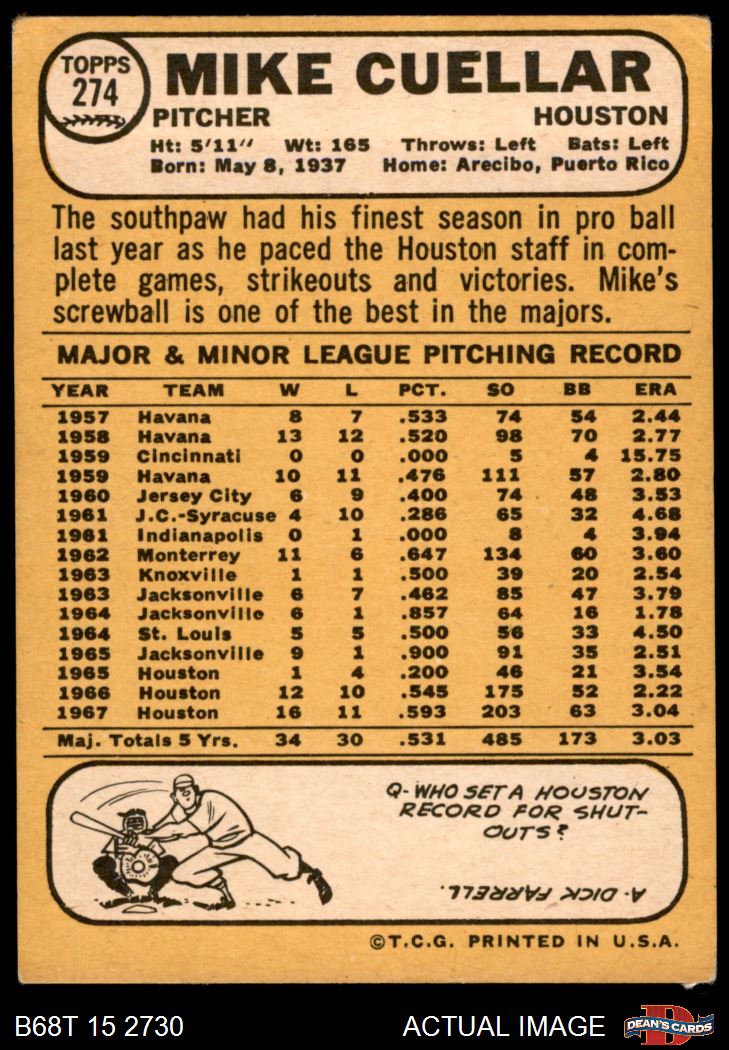 TOPPS
274
MIKE CUELLAR
PITCHER HOUSTON
Ht: 5'11" Wt: 165 Throws: Left Bats: Left
Born: May 8, 1937 Home: Arecibo, Puerto Rico
The southpaw had his finest season in pro ball
last year as he paced the Houston staff in com-
plete games, strikeouts and victories. Mike's
screwball is one of the best in the majors.
MAJOR & MINOR LEAGUE PITCHING RECORD
YEAR TEAM W L PCT. SO BB ERA
1957 Havana 8 7 .533 74 54 2.44
1958 Havana 13 12 .520 98 70 2.77
1959 Cincinnati 0 0 .000 5 4 15.75
1959 Havana 10 11 .476 111 57 2.80
1960 Jersey City 6 9 .400 74 48 3.53
1961 J.C.-Syracuse 4 10 .286 65 32 4.68
1961 Indianapolis 0 1 .000 8 4 3.94
1962 Monterrey 11 6 .647 134 60 3.60
1963 Knoxville 1 1 .500 39 20 2.54
1963 Jacksonville 6 7 .462 85 47 3.79
1964 Jacksonville 6 1 .857 64 16 1.78
1964 St. Louis 5 5 .500 56 33 4.50
1965 Jacksonville 9 1 .900 91 35 2.51
1965 Houston 1 4 .200 46 21 3.54
1966 Houston 12 10 .545 175 52 2.22
1967 Houston 16 11 .593 203 63 3.04
Maj. Totals 5 Yrs. 34 30 .531 485 173 3.03
Q-WHO SET A HOUSTON
RECORD FOR SHUT-
OUTS?
A-DICK FARRELL.
©T.C.G. PRINTED IN U.S.A.
B68T 15 2730 ACTUAL IMAGE
D
DEAN'S CARDS